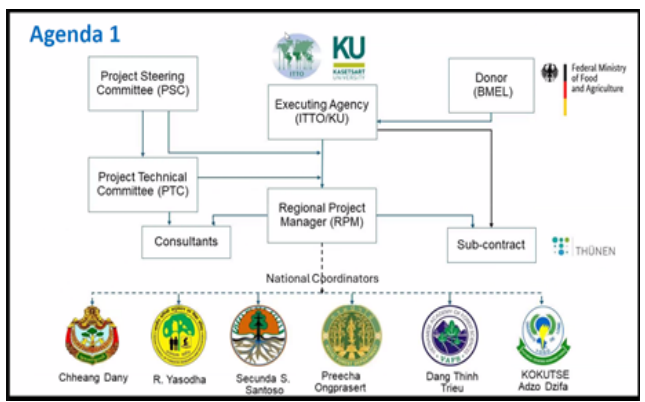 Agenda 1
ITTO
KU
KASETSART
UNIVERSITY
Project Steering
Committee (PSC)
Executing Agency
(ITTO/KU)
Donor
(BMEL)
Federal Ministry
of Food
and Agriculture
Project Technical
Committee (PTC)
Regional Project
Manager (RPM)
Consultants
Sub-contract
THÜNEN
National Coordinators
Chheang Dany
R. Yasodha
Secunda S.
Santoso
Preecha
Ongprasert
Dang Thinh
Trieu
VAFS
KOKUTSE
Adzo Dzifa